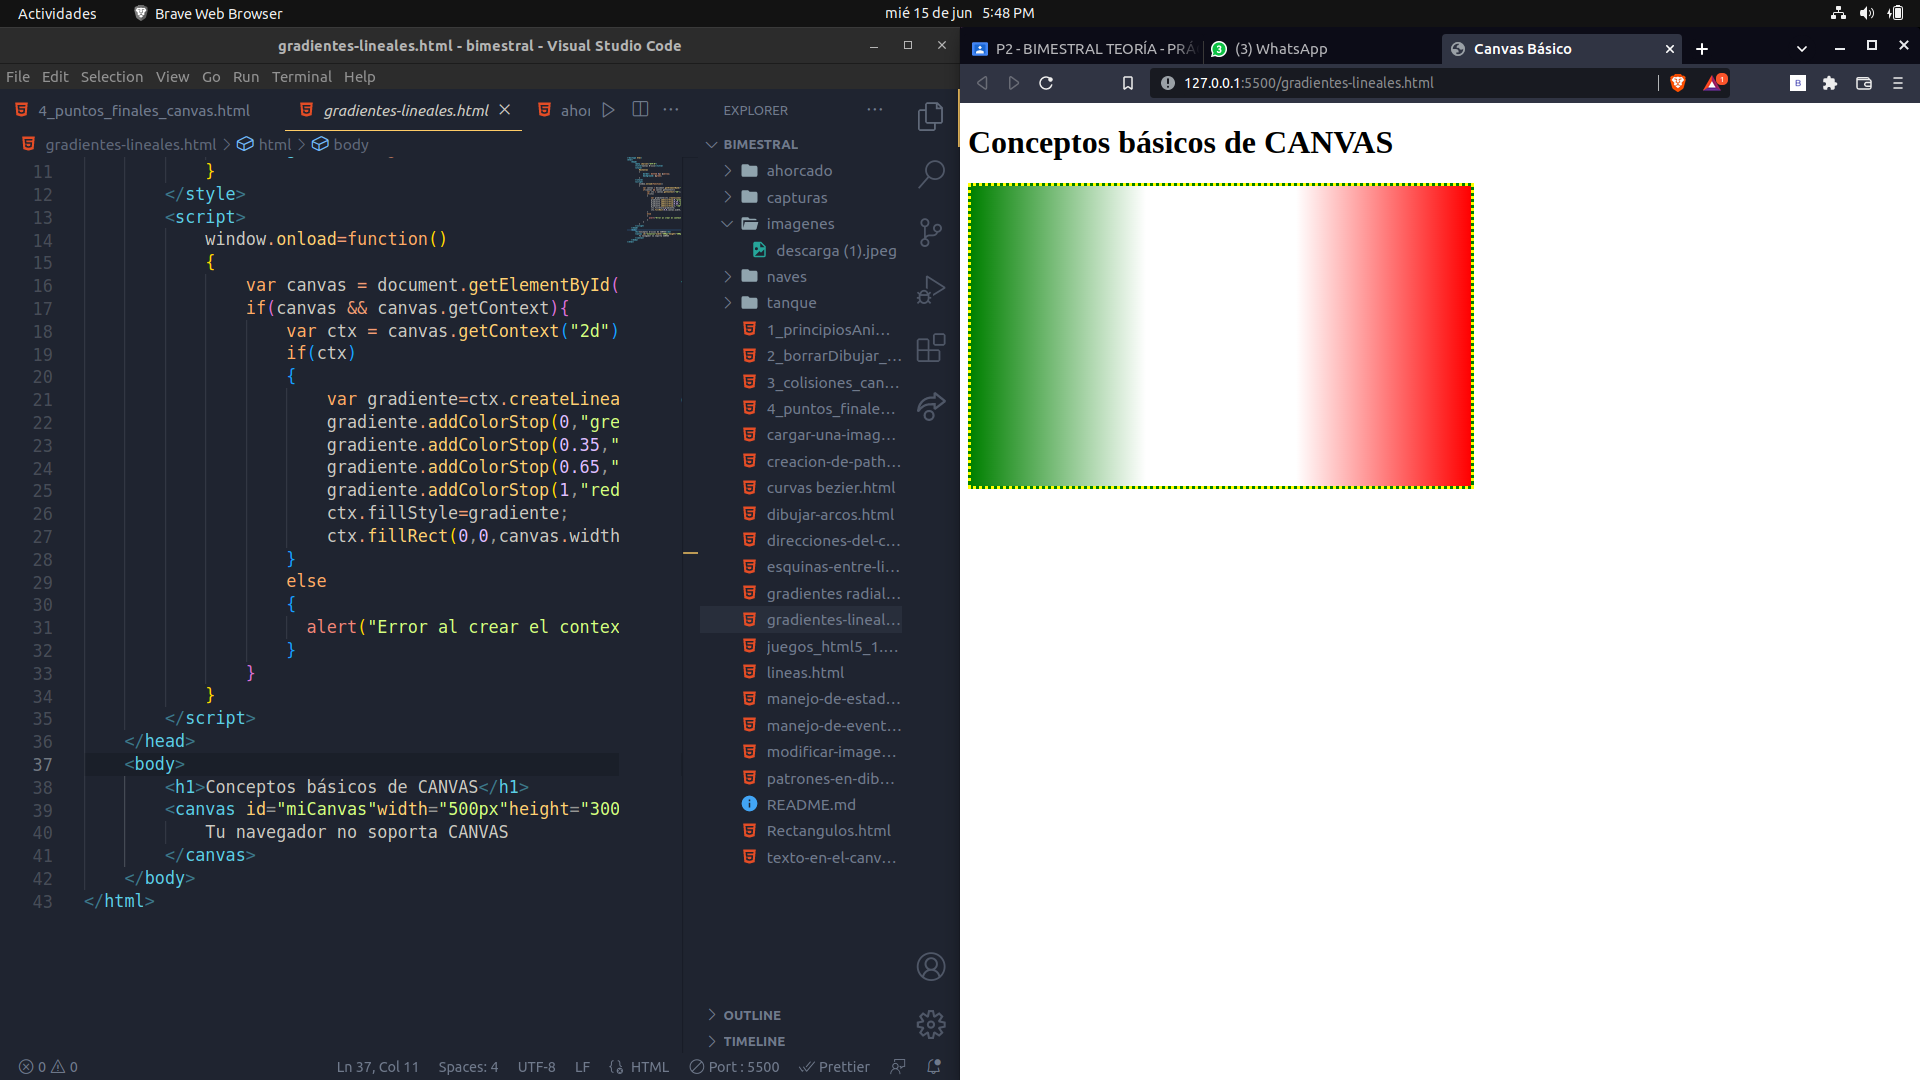 Actividades
Brave Web Browser
mié 15 de jun 5:48 PM
gradientes-lineales.html - bimestral - Visual Studio Code
File Edit Selection View Go Run Terminal Help
4_puntos_finales_canvas.html
gradientes-lineales.html
ahor
gradientes-lineales.html > html > body
11 }
12 </style>
13 <script>
14 window.onload=function()
15 {
16 var canvas = document.getElementById(
17 if(canvas && canvas.getContext){
18 var ctx = canvas.getContext("2d")
19 if(ctx)
20 {
21 var gradiente=ctx.createLinea
22 gradiente.addColorStop(0,"gre
23 gradiente.addColorStop(0.35,"
24 gradiente.addColorStop(0.65,"
25 gradiente.addColorStop(1,"red
26 ctx.fillStyle=gradiente;
27 ctx.fillRect(0,0,canvas.width
28 }
29 else
30 {
31 alert("Error al crear el contex
32 }
33 }
34 }
35 </script>
36 </head>
37 <body>
38 <h1>Conceptos básicos de CANVAS</h1>
39 <canvas id="miCanvas"width="500px"height="300
40 Tu navegador no soporta CANVAS
41 </canvas>
42 </body>
43 </html>
EXPLORER
BIMESTRAL
ahorcado
capturas
imagenes
descarga (1).jpeg
naves
tanque
1_principiosAni...
2_borrarDibujar_...
3_colisiones_can...
4_puntos_finale...
cargar-una-imag...
creacion-de-path...
curvas bezier.html
dibujar-arcos.html
direcciones-del-c...
esquinas-entre-li...
gradientes radial...
gradientes-lineal...
juegos_html5_1....
lineas.html
manejo-de-estad...
manejo-de-event...
modificar-image...
patrones-en-dib...
README.md
Rectangulos.html
texto-en-el-canv...
OUTLINE
TIMELINE
0 0
Ln 37, Col 11
Spaces: 4
UTF-8
LF
HTML
Port : 5500
Prettier
P2 - BIMESTRAL TEORÍA - PRÁ
3
(3) WhatsApp
Canvas Básico
127.0.0.1:5500/gradientes-lineales.html
1
B
Conceptos básicos de CANVAS